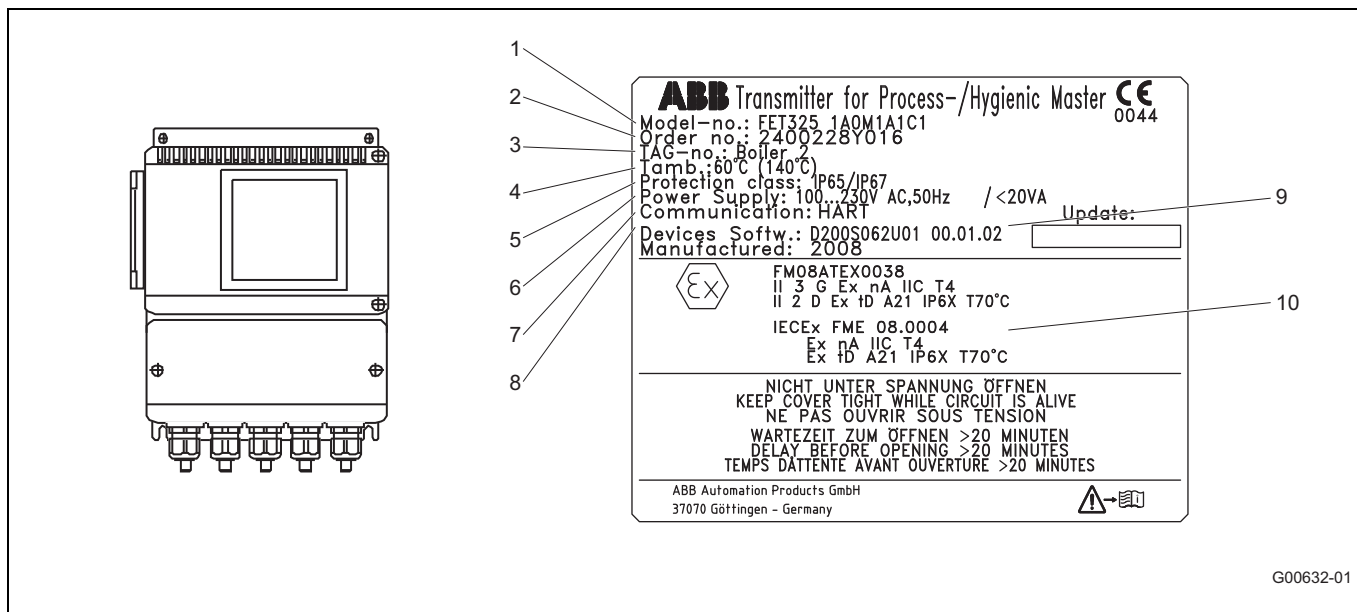 1
2
3
4
5
6
7
8
9
10
ABB Transmitter for Process-/Hygienic Master CE
0044
Model-no.: FET325 1A0M1A1C1
Order no.: 2400228Y016
TAG-no.: Boiler 2
Tamb.: 60°C (140°C)
Protection class: IP65/IP67
Power Supply: 100...230V AC,50Hz /<20VA
Communication: HART
Update:
Devices Softw.: D200S062U01 00.01.02
Manufactured: 2008
Ex
FM08ATEX0038
II 3 G Ex nA IIC T4
II 2 D Ex tD A21 IP6X T70°C
IECEx FME 08.0004
Ex nA IIC T4
Ex tD A21 IP6X T70°C
NICHT UNTER SPANNUNG ÖFFNEN
KEEP COVER TIGHT WHILE CIRCUIT IS ALIVE
NE PAS OUVRIR SOUS TENSION
WARTEZEIT ZUM ÖFFNEN >20 MINUTEN
DELAY BEFORE OPENING >20 MINUTES
TEMPS DATTENTE AVANT OUVERTURE >20 MINUTES
ABB Automation Products GmbH
37070 Göttingen - Germany
G00632-01